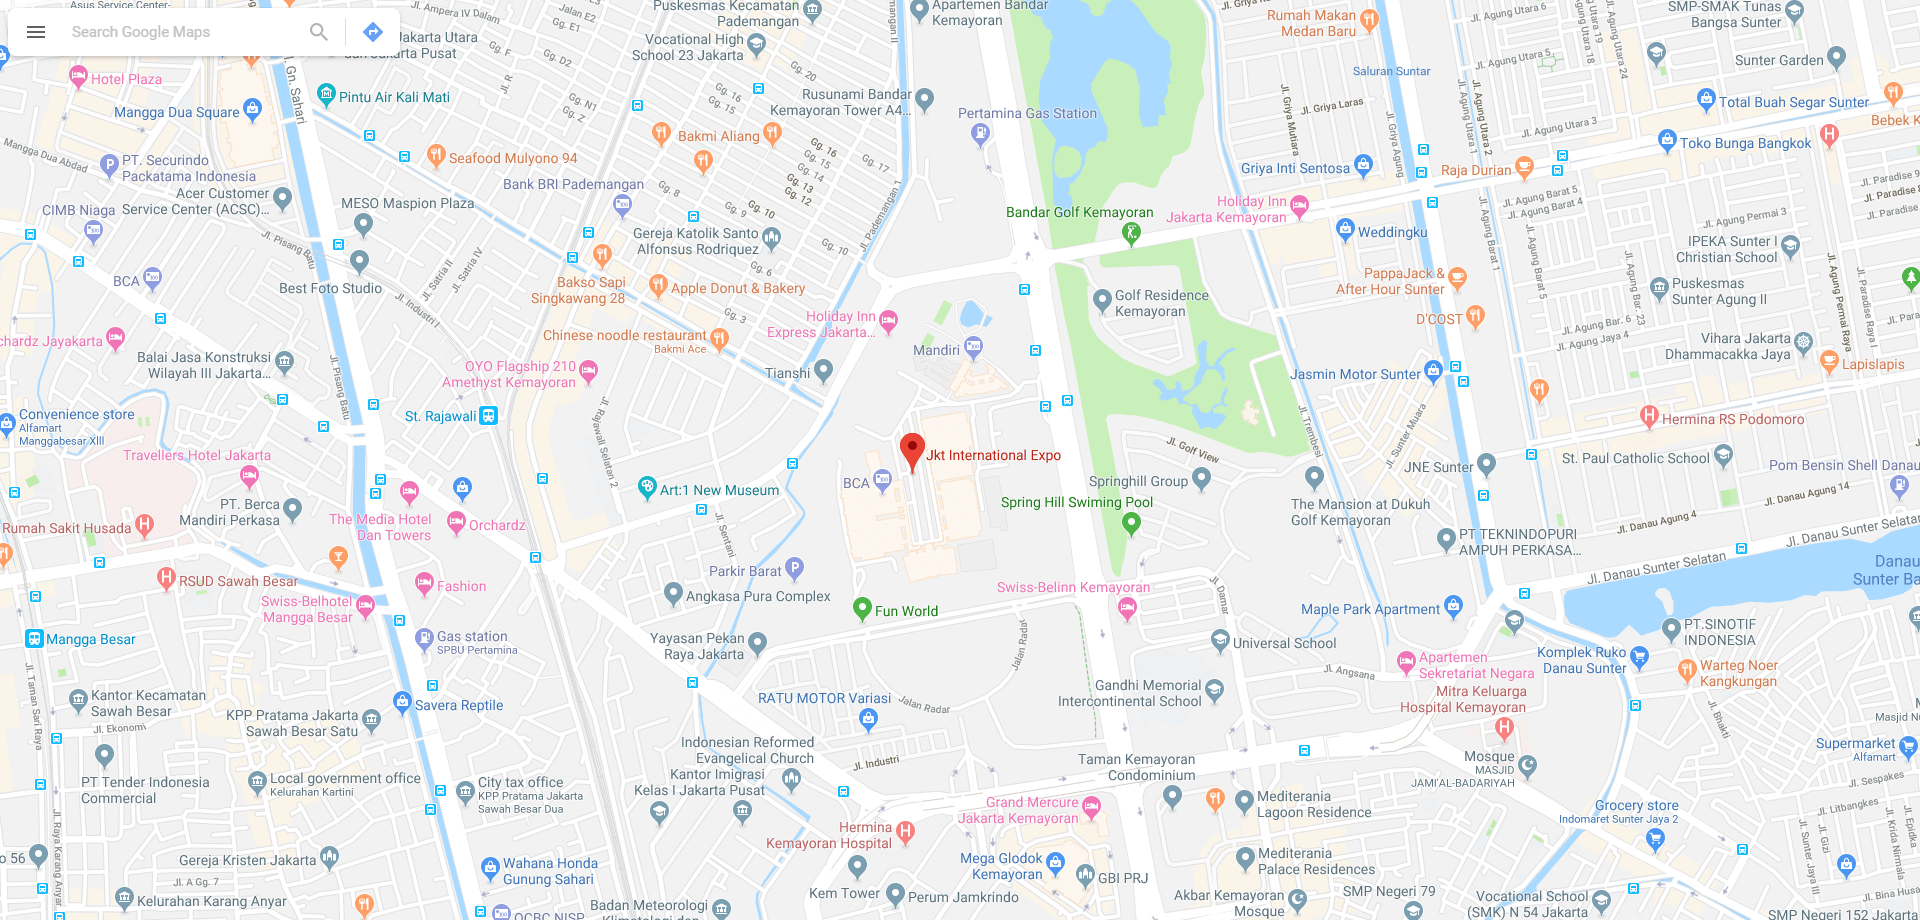 Search Google Maps
Asus Service Center-
Jakarta Utara
Jakarta Pusat
Jl. Ampera IV Dalam
Jalan E2
Jl. E1
Puskesmas Kecamatan
Pademangan
Vocational High
School 23 Jakarta
Apartemen Bandar
Kemayoran
Rumah Makan
Medan Baru
SMP-SMAK Tunas
Bangsa Sunter
Saluran Suntar
Sunter Garden
Hotel Plaza
Mangga Dua Square
Jl. Gn. Sahari
Pintu Air Kali Mati
Gg. D2
Gg. N1
Gg. Z
Jl. R
Gg. 20
Gg. 16
Gg. 15
Rusunami Bandar
Kemayoran Tower A4...
Pertamina Gas Station
Jl. Griya Mutiara
Jl. Griya Laras
Jl. Griya Agung
Jl. Agung Utara 1
Jl. Agung Utara 2
Jl. Agung Utara 5
Jl. Agung Utara 18
Jl. Agung Utara 24
Jl. Agung Utara 3
Total Buah Segar Sunter
Bebek K
Mangga Dua Abdad
PT. Securindo
Packatama Indonesia
Seafood Mulyono 94
Bakmi Aliang
Gg. 16
Gg. 15
Gg. 14
Gg. 13
Gg. 12
Gg. 17
Griya Inti Sentosa
Raja Durian
Toko Bunga Bangkok
Acer Customer
Service Center (ACSC)...
Bank BRI Pademangan
Gg. 8
Gg. 9
Gg. 10
Gg. 10
Gg. 6
Gg. 3
Jl. Pademangan 1
CIMB Niaga
MESO Maspion Plaza
Gereja Katolik Santo
Alfonsus Rodriquez
Bandar Golf Kemayoran
Holiday Inn
Jakarta Kemayoran
Weddingku
Jl. Agung Barat 5
Jl. Agung Barat 4
Jl. Agung Barat 1
Jl. Agung Permai 3
Jl. Paradise 9
Jl. Paradise
Jl. Paradise
IPEKA Sunter I
Christian School
Jl. Pisang Batu
Jl. Satria II
Jl. Satria IV
Jl. Industri I
BCA
Best Foto Studio
Bakso Sapi
Singkawang 28
Apple Donut & Bakery
PappaJack &
After Hour Sunter
Puskesmas
Sunter Agung II
Golf Residence
Kemayoran
Holiday Inn
Express Jakarta...
Chinese noodle restaurant
Bakmi Ace
D'COST
Jl. Agung Bar. 6
Jl. Agung Barat 23
Jl. Agung Permai Raya
Jl. Paradise Raya I
chardz Jayakarta
Balai Jasa Konstruksi
Wilayah III Jakarta...
OYO Flagship 210
Amethyst Kemayoran
Mandiri
Tianshi
Jasmin Motor Sunter
Vihara Jakarta
Dhammacakka Jaya
Lapislapis
Jl. Pisang Batu
Convenience store
Alfamart
Manggabesar XIII
St. Rajawali
Jl. Rajawali Selatan 2
Jl. Trembesi
Jl. Sunter Muara
Hermina RS Podomoro
Travellers Hotel Jakarta
Jkt International Expo
Jl. Golf View
JNE Sunter
St. Paul Catholic School
Pom Bensin Shell Danau
PT. Berca
Mandiri Perkasa
Art:1 New Museum
BCA
Springhill Group
Spring Hill Swiming Pool
The Mansion at Dukuh
Golf Kemayoran
Jl. Danau Agung 14
Jl. Danau Agung 4
Jl. Danau Sunter Selatan
Rumah Sakit Husada
The Media Hotel
Dan Towers
Orchardz
Jl. Sentani
PT TEKNINDOPURI
AMPUH PERKASA...
Jl. Danau Sunter Selatan
Danau
Sunter Ba
RSUD Sawah Besar
Fashion
Parkir Barat
Angkasa Pura Complex
Swiss-Belinn Kemayoran
Jl. Damar
Maple Park Apartment
Swiss-Belhotel
Mangga Besar
Fun World
Mangga Besar
Gas station
SPBU Pertamina
Yayasan Pekan
Raya Jakarta
Jalan Radar
Universal School
PT.SINOTIF
INDONESIA
Komplek Ruko
Danau Sunter
Warteg Noer
Kangkungan
Apartemen
Sekretariat Negara
Jl. Angsana
Jl. Taman Sari Raya
Kantor Kecamatan
Sawah Besar
Savera Reptile
RATU MOTOR Variasi
Jalan Radar
Gandhi Memorial
Intercontinental School
Mitra Keluarga
Hospital Kemayoran
Jl. Bhakti
Masjid N
KPP Pratama Jakarta
Sawah Besar Satu
Jl. Ekonomi
Indonesian Reformed
Evangelical Church
Jl. Industri
Supermarket
Alfamart
Mosque
MASJID
JAMI'AL-BADARIYAH
PT Tender Indonesia
Commercial
Local government office
Kelurahan Kartini
City tax office
KPP Pratama Jakarta
Sawah Besar Dua
Kantor Imigrasi
Kelas I Jakarta Pusat
Taman Kemayoran
Condominium
Jl. Sespakes
Jl. Litbangkes
Grand Mercure
Jakarta Kemayoran
Mediterania
Lagoon Residence
Grocery store
Indomaret Sunter Jaya 2
Jl. Raya Karang Anyar
Hermina
Kemayoran Hospital
Jl. Sunter Jaya I
Jl. Gizi
Jl. Krida Nirmala
Jl. Epidka
o 56
Gereja Kristen Jakarta
Jl. A Gg. 7
Wahana Honda
Gunung Sahari
Mega Glodok
Kemayoran
GBI PRJ
Mediterania
Palace Residences
Kem Tower
Perum Jamkrindo
Kelurahan Karang Anyar
OCBC NISP
Badan Meteorologi
Klimatologi dan
Akbar Kemayoran
Mosque
SMP Negeri 79
Vocational School
(SMK) N 54 Jakarta
Jl. Bina Husa
SMP Negeri 152 Jakarta